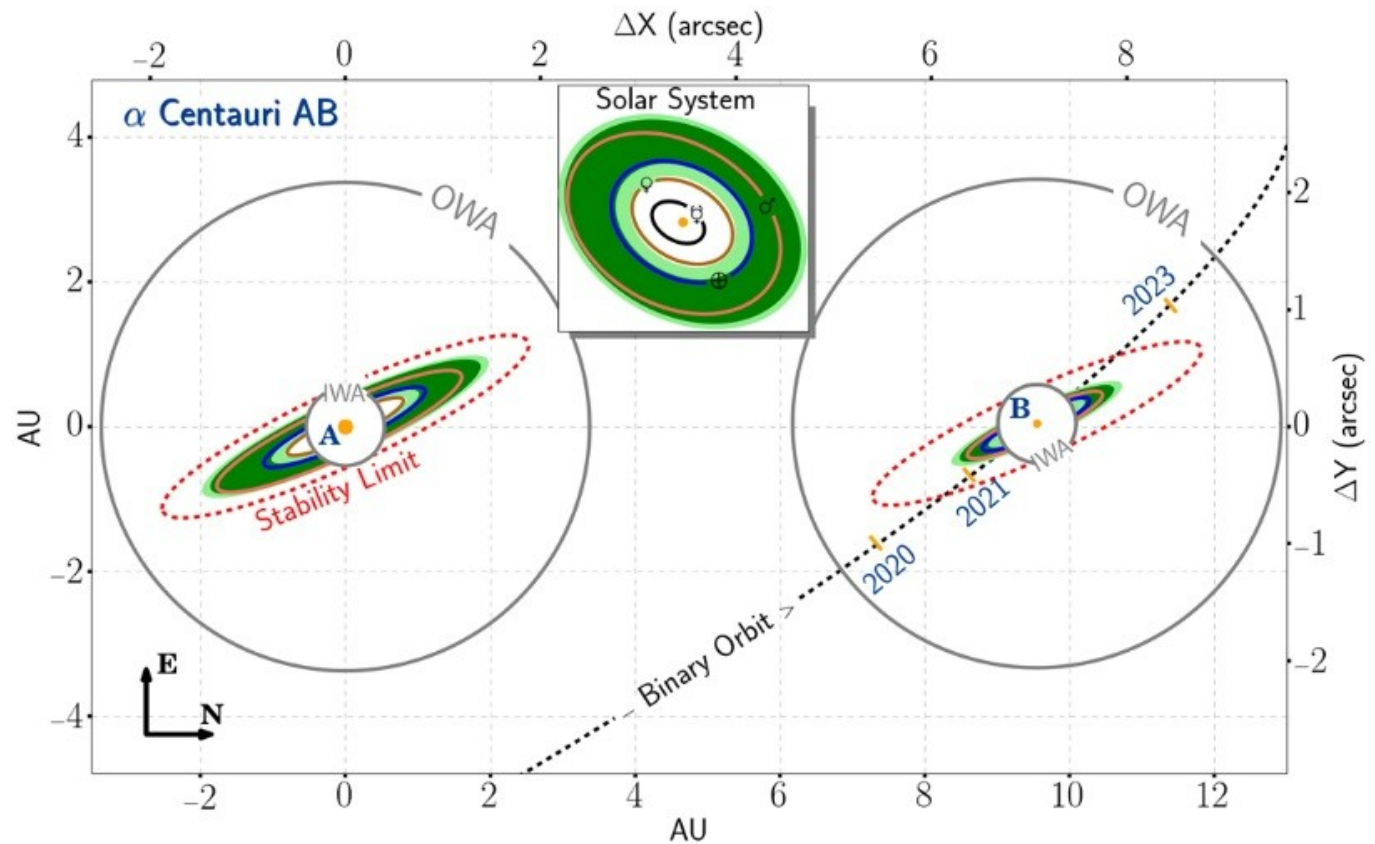 ΔX (arcsec)
−2 0 2 4 6 8
α Centauri AB
Solar System
♀
☿
♂
⊕
4
2
0
−2
−4
AU
OWA
IWA
A
Stability Limit
OWA
2023
B
IWA
2021
2020
Binary Orbit >
2
1
0
−1
−2
ΔY (arcsec)
E
N
−2 0 2 4 6 8 10 12
AU